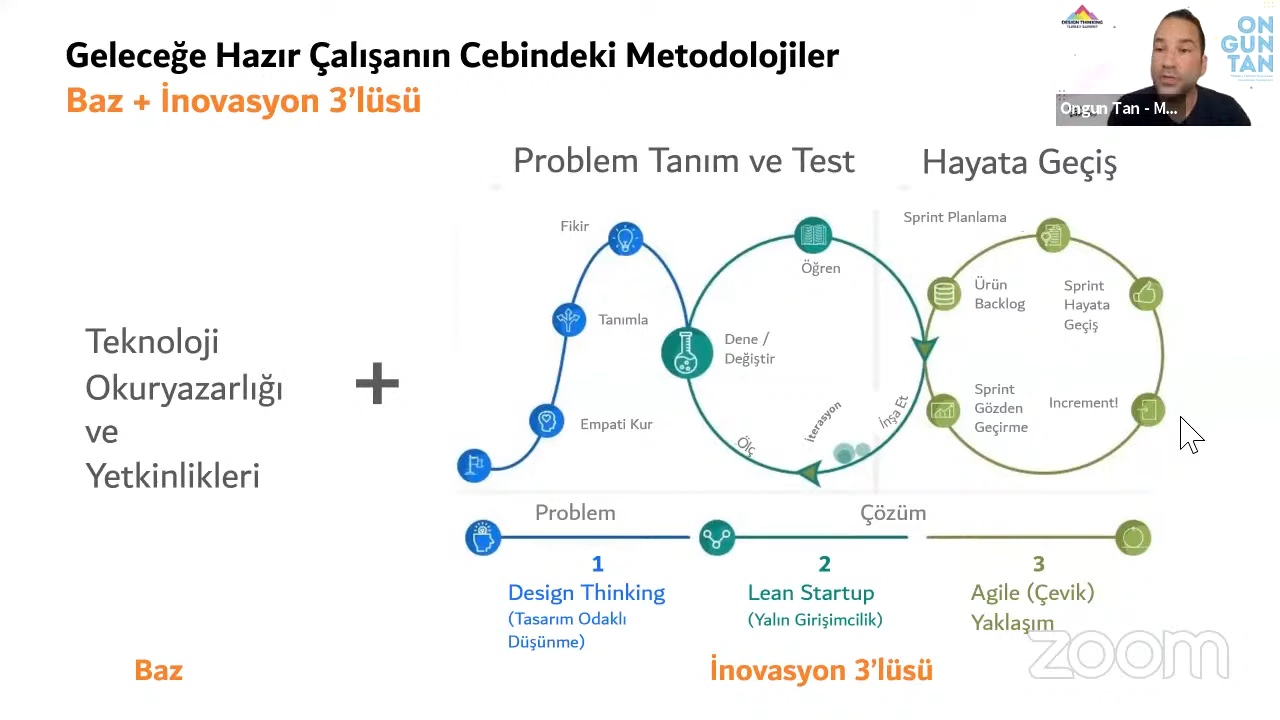 Geleceğe Hazır Çalışanın Cebindeki Metodolojiler
Baz + İnovasyon 3’lüsü
DESIGN THINKING
ON
GUN
TAN
Ongun Tan - M...
Problem Tanım ve Test
Hayata Geçiş
Fikir
Tanımla
Empati Kur
Öğren
Dene /
Değiştir
Ölç
İterasyon
İnşa Et
Sprint Planlama
Ürün
Backlog
Sprint
Hayata
Geçiş
Sprint
Gözden
Geçirme
Increment!
Teknoloji
Okuryazarlığı
ve
Yetkinlikleri
+
Problem
Çözüm
1
Design Thinking
(Tasarım Odaklı
Düşünme)
2
Lean Startup
(Yalın Girişimcilik)
3
Agile (Çevik)
Yaklaşım
zoom
Baz
İnovasyon 3’lüsü